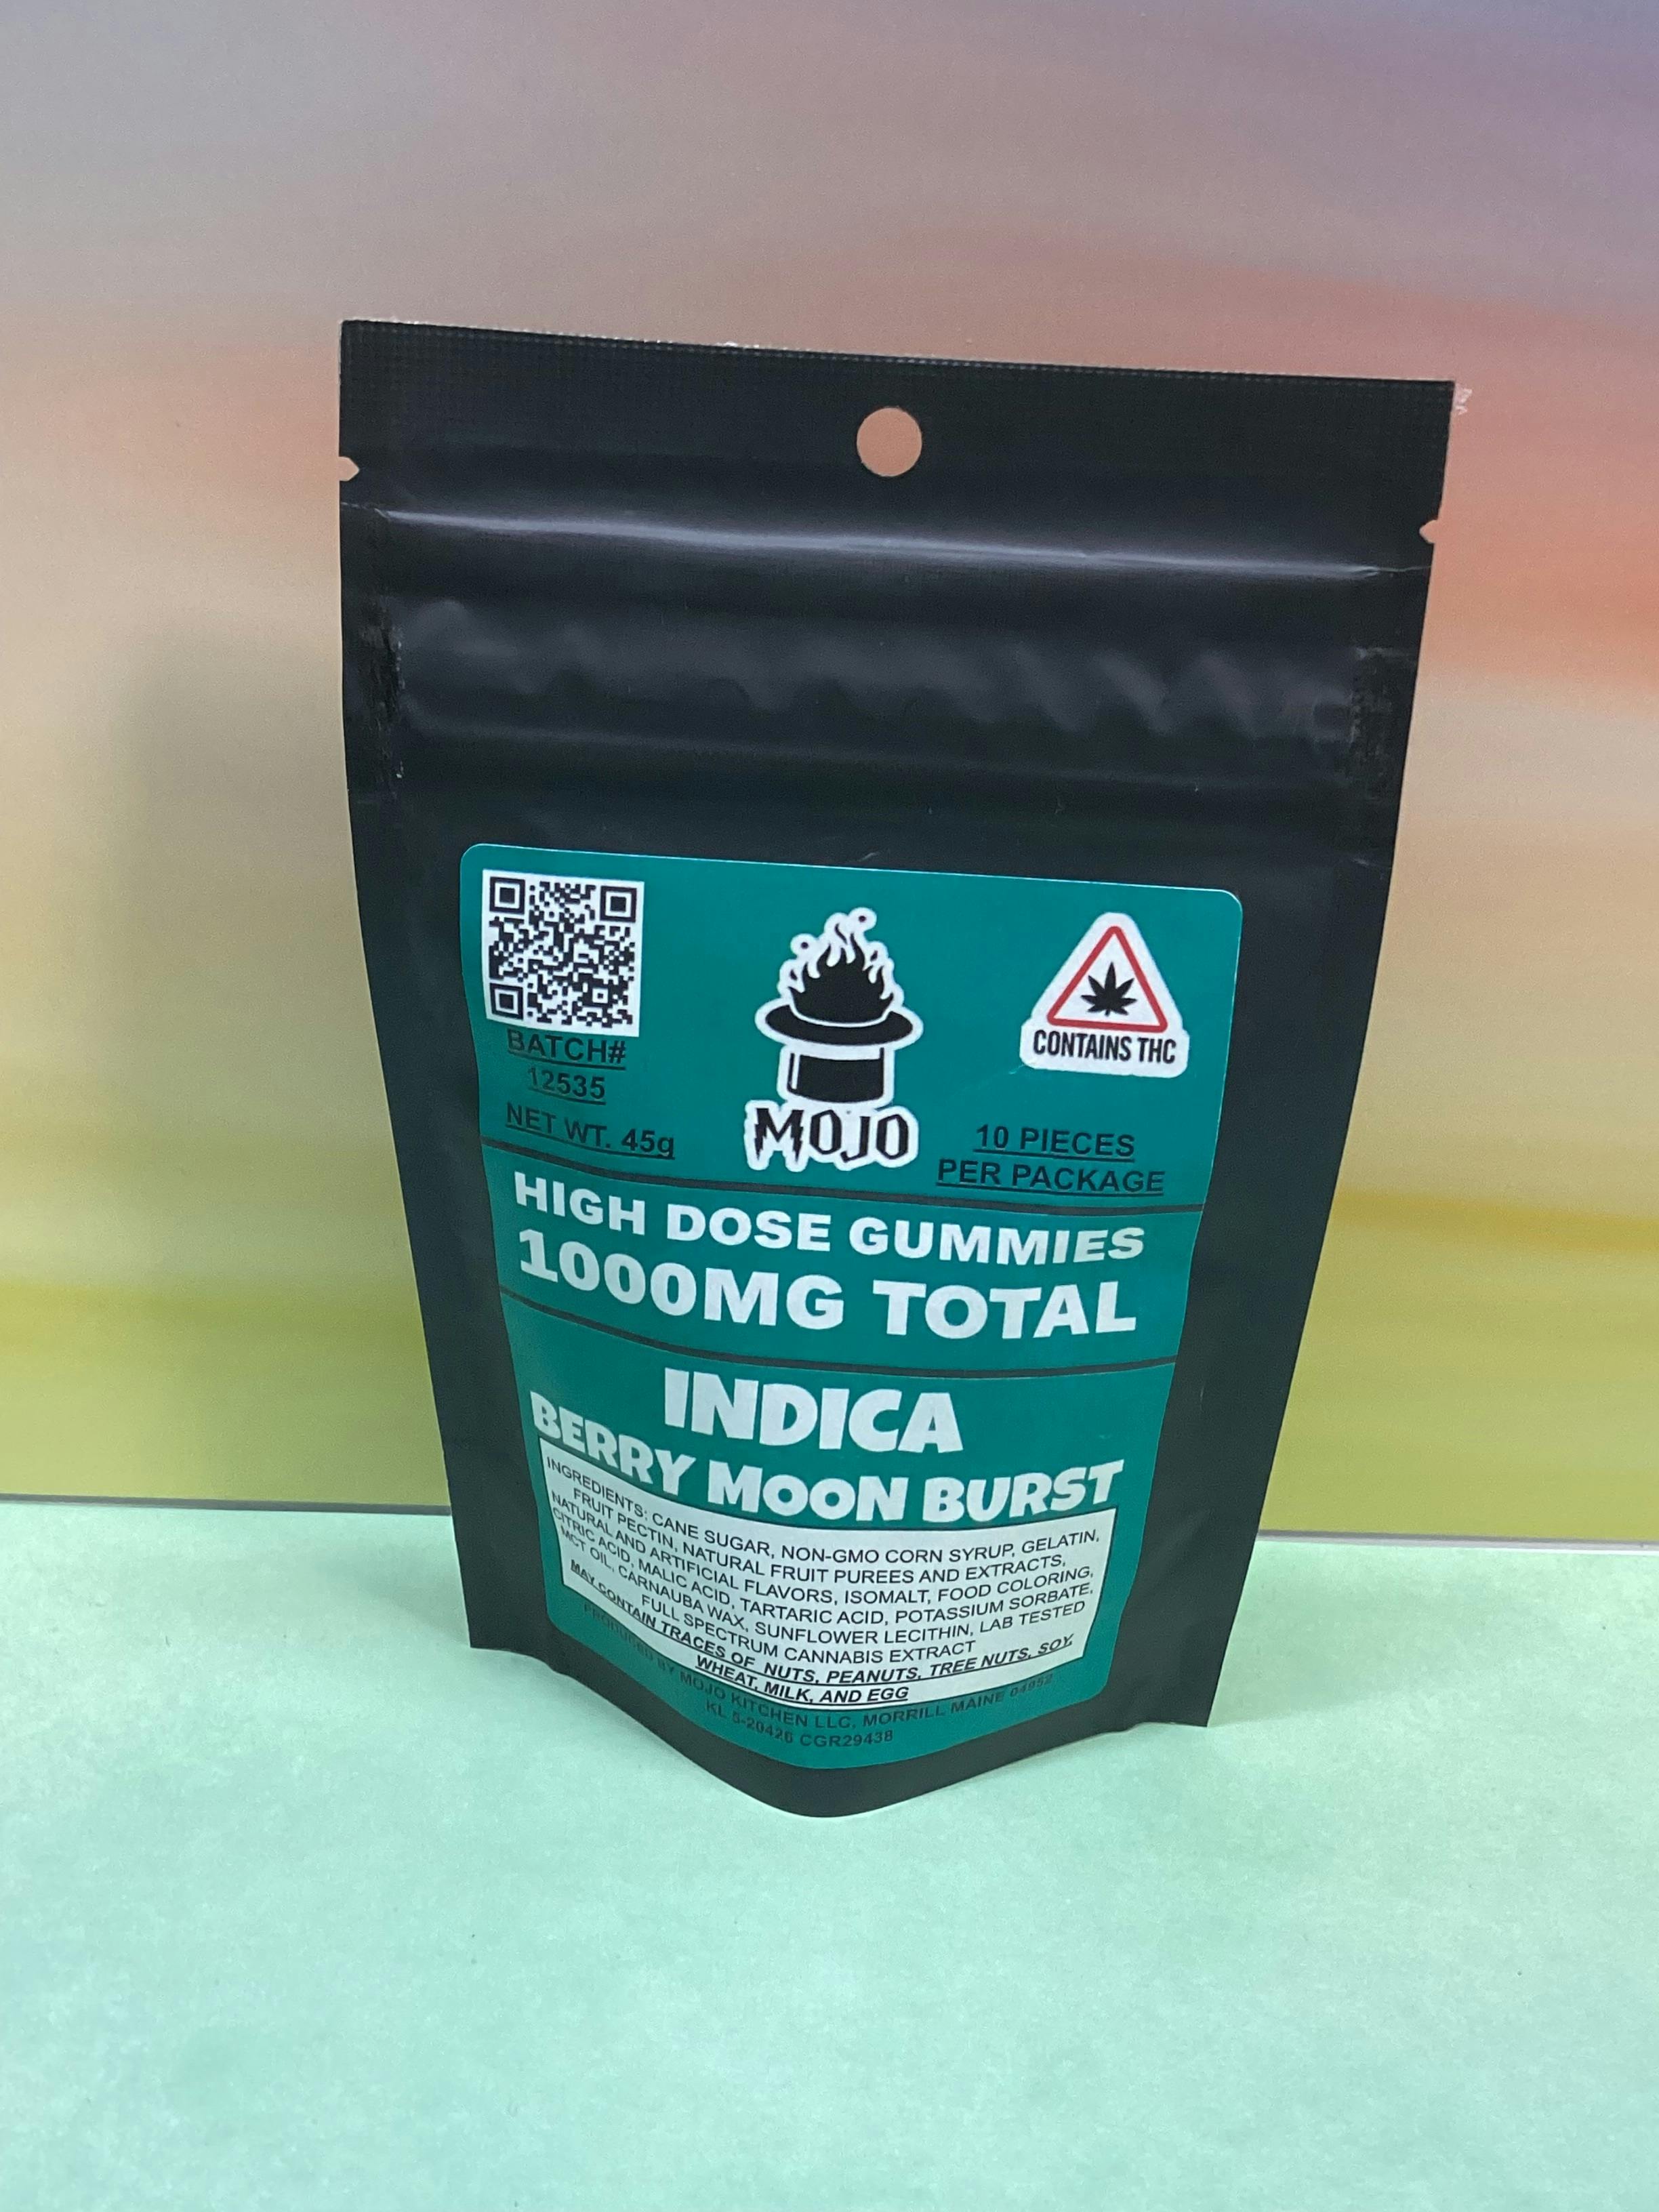 BATCH#
12535
NET WT. 45g
MOJO
CONTAINS THC
10 PIECES
PER PACKAGE
HIGH DOSE GUMMIES
1000MG TOTAL
INDICA
BERRY MOON BURST
INGREDIENTS: CANE SUGAR, NON-GMO CORN SYRUP, GELATIN,
FRUIT PECTIN, NATURAL FRUIT PUREES AND EXTRACTS,
NATURAL AND ARTIFICIAL FLAVORS, ISOMALT, FOOD COLORING,
CITRIC ACID, MALIC ACID, TARTARIC ACID, POTASSIUM SORBATE,
MCT OIL, CARNAUBA WAX, SUNFLOWER LECITHIN, LAB TESTED
FULL SPECTRUM CANNABIS EXTRACT
MAY CONTAIN TRACES OF NUTS, PEANUTS, TREE NUTS, SOY,
WHEAT, MILK, AND EGG
PRODUCED BY MOJO KITCHEN LLC, MORRILL MAINE 04952
KL 5-20426 CGR29438